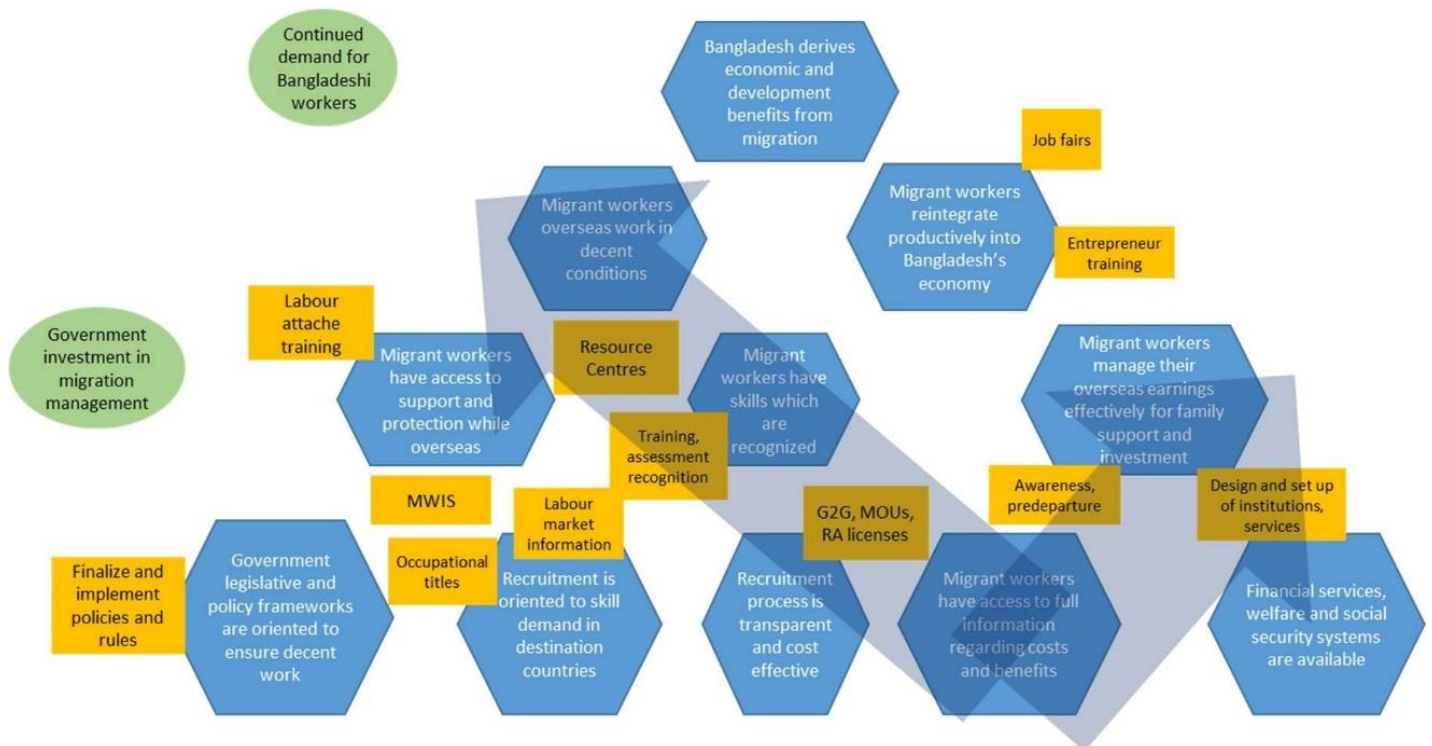 Continued
demand for
Bangladeshi
workers
Bangladesh derives
economic and
development
benefits from
migration
Job fairs
Migrant workers
overseas work in
decent
conditions
Migrant workers
reintegrate
productively into
Bangladesh's
economy
Entrepreneur
training
Labour
attache
training
Government
investment in
migration
management
Migrant workers
have access to
support and
protection while
overseas
Resource
Centres
Migrant
workers have
skills which
are
recognized
Migrant workers
manage their
overseas earnings
effectively for family
support and
investment
Training,
assessment
recognition
MWIS
Labour
market
information
G2G, MOUs,
RA licenses
Awareness,
predeparture
Design and set up
of institutions,
services
Finalize and
implement
policies and
rules
Government
legislative and
policy frameworks
are oriented to
ensure decent
work
Occupational
titles
Recruitment is
oriented to skill
demand in
destination
countries
Recruitment
process is
transparent
and cost
effective
Migrant workers
have access to full
information
regarding costs
and benefits
Financial services,
welfare and social
security systems
are available